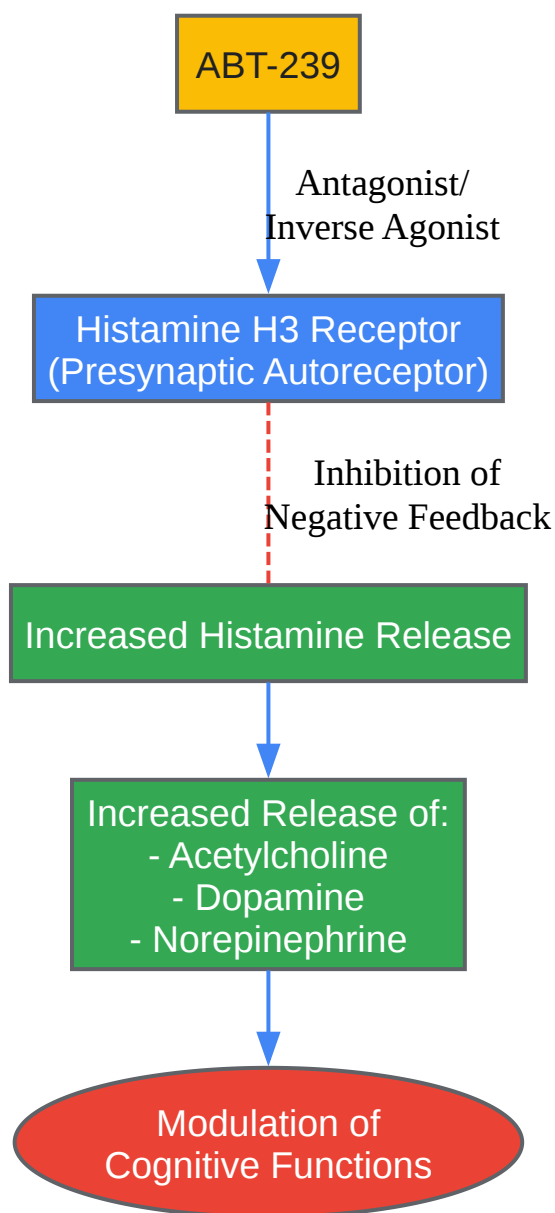 ABT-239
Antagonist/
Inverse Agonist
Histamine H3 Receptor
(Presynaptic Autoreceptor)
Inhibition of
Negative Feedback
Increased Histamine Release
Increased Release of:
- Acetylcholine
- Dopamine
- Norepinephrine
Modulation of
Cognitive Functions